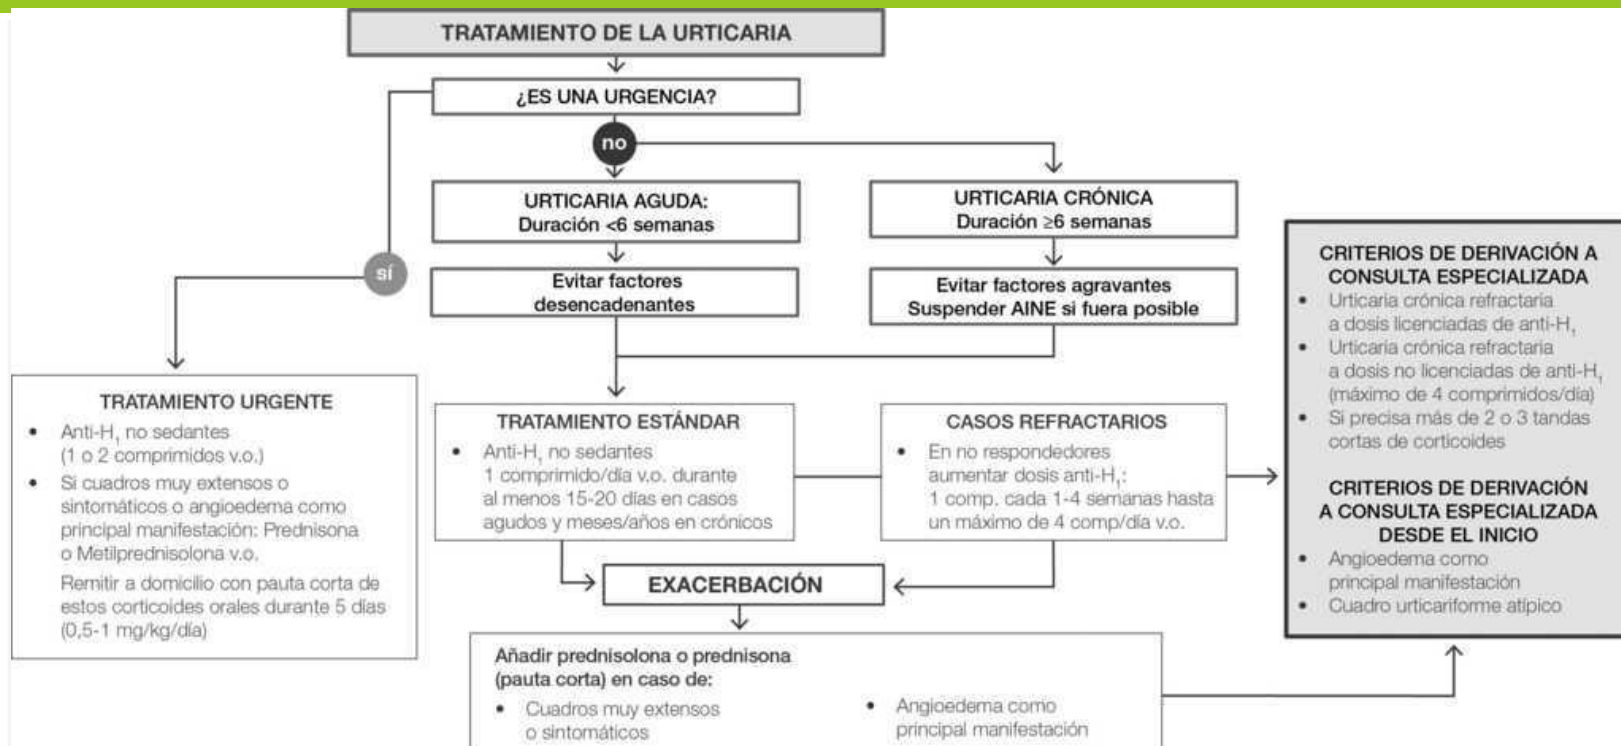 TRATAMIENTO DE LA URTICARIA
¿ES UNA URGENCIA?
no
sí
URTICARIA AGUDA:
Duración <6 semanas
URTICARIA CRÓNICA
Duración ≥6 semanas
Evitar factores
desencadenantes
Evitar factores agravantes
Suspender AINE si fuera posible
TRATAMIENTO URGENTE
• Anti-H₁ no sedantes
(1 o 2 comprimidos v.o.)
• Si cuadros muy extensos o
sintomáticos o angioedema como
principal manifestación: Prednisona
o Metilprednisolona v.o.
Remitir a domicilio con pauta corta de
estos corticoides orales durante 5 días
(0,5-1 mg/kg/día)
TRATAMIENTO ESTÁNDAR
• Anti-H₁ no sedantes
1 comprimido/día v.o. durante
al menos 15-20 días en casos
agudos y meses/años en crónicos
CASOS REFRACTARIOS
• En no respondedores
aumentar dosis anti-H₁:
1 comp. cada 1-4 semanas hasta
un máximo de 4 comp/día v.o.
EXACERBACIÓN
Añadir prednisolona o prednisona
(pauta corta) en caso de:
• Cuadros muy extensos
o sintomáticos
• Angioedema como
principal manifestación
CRITERIOS DE DERIVACIÓN A
CONSULTA ESPECIALIZADA
• Urticaria crónica refractaria
a dosis licenciadas de anti-H₁
• Urticaria crónica refractaria
a dosis no licenciadas de anti-H₁
(máximo de 4 comprimidos/día)
• Si precisa más de 2 o 3 tandas
cortas de corticoides
CRITERIOS DE DERIVACIÓN
A CONSULTA ESPECIALIZADA
DESDE EL INICIO
• Angioedema como
principal manifestación
• Cuadro urticariforme atípico